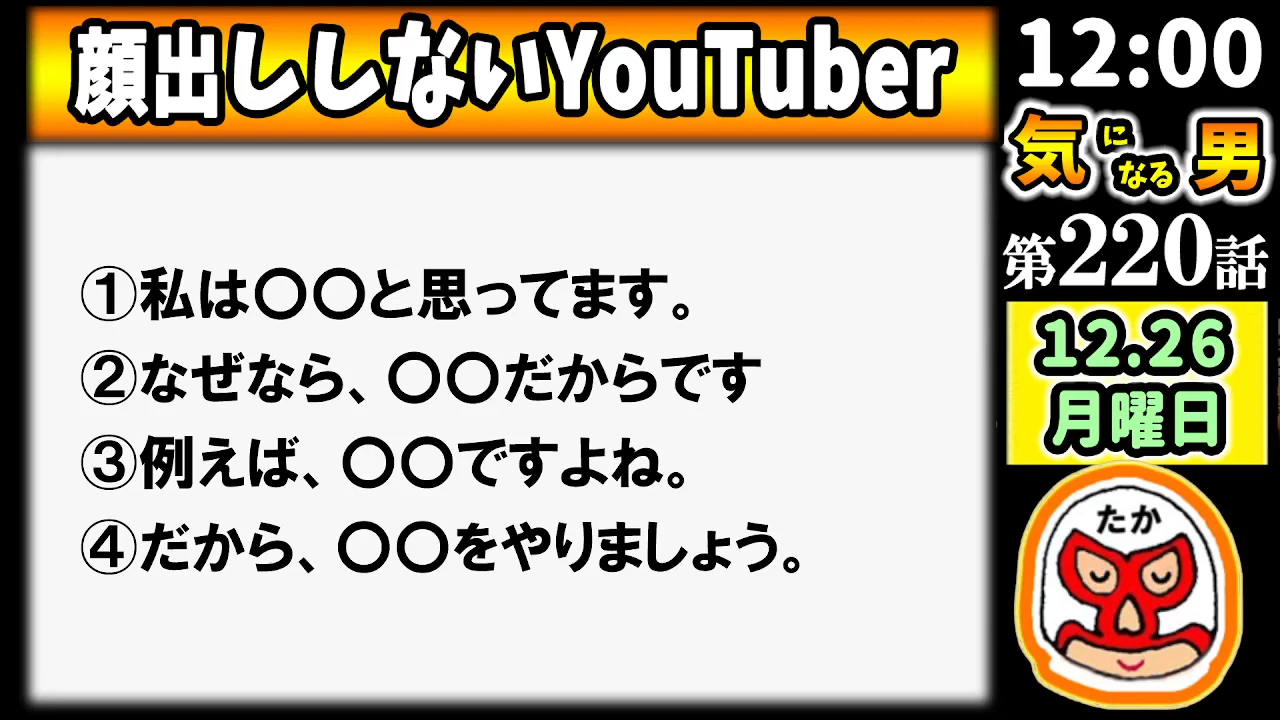 顔出ししないYouTuber
①私は〇〇と思ってます。
②なぜなら、〇〇だからです
③例えば、〇〇ですよね。
④だから、〇〇をやりましょう。
12:00
気になる男
第220話
12.26
月曜日
たか